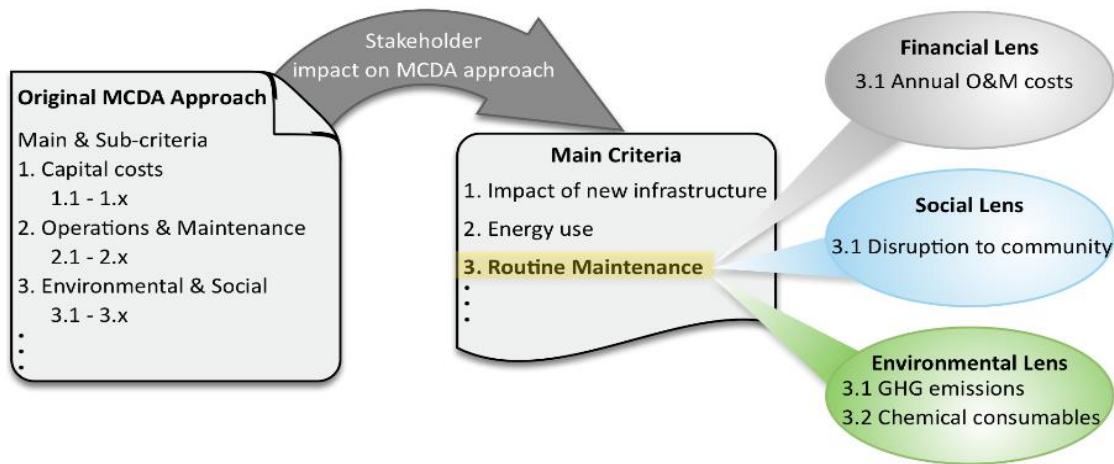 Stakeholder
impact on MCDA approach
Original MCDA Approach
Main & Sub-criteria
1. Capital costs
1.1 - 1.x
2. Operations & Maintenance
2.1 - 2.x
3. Environmental & Social
3.1 - 3.x
Main Criteria
1. Impact of new infrastructure
2. Energy use
3. Routine Maintenance
Financial Lens
3.1 Annual O&M costs
Social Lens
3.1 Disruption to community
Environmental Lens
3.1 GHG emissions
3.2 Chemical consumables